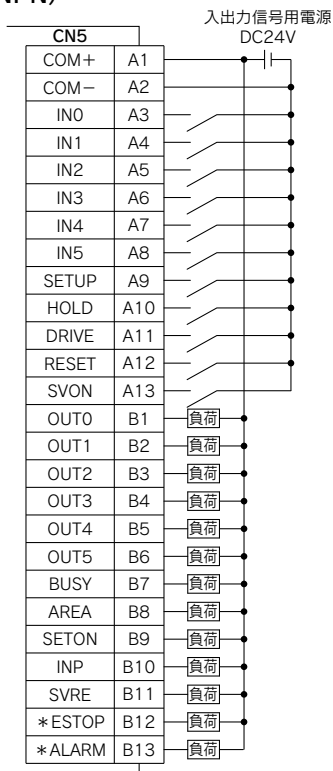 入出力信号用電源
DC24V
CN5
COM+ A1
COM− A2
IN0 A3
IN1 A4
IN2 A5
IN3 A6
IN4 A7
IN5 A8
SETUP A9
HOLD A10
DRIVE A11
RESET A12
SVON A13
OUT0 B1 負荷
OUT1 B2 負荷
OUT2 B3 負荷
OUT3 B4 負荷
OUT4 B5 負荷
OUT5 B6 負荷
BUSY B7 負荷
AREA B8 負荷
SETON B9 負荷
INP B10 負荷
SVRE B11 負荷
*ESTOP B12 負荷
*ALARM B13 負荷